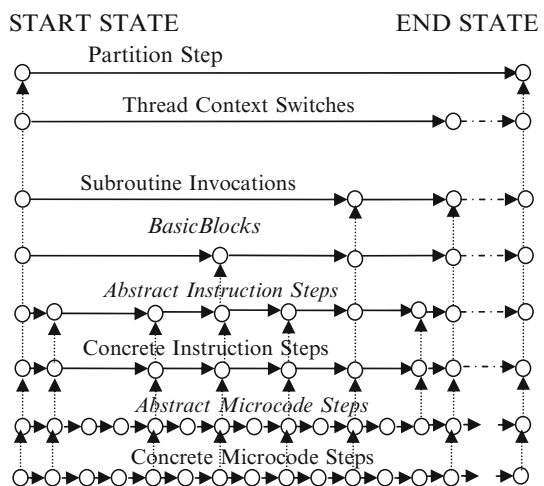 START STATE END STATE
Partition Step
Thread Context Switches
Subroutine Invocations
BasicBlocks
Abstract Instruction Steps
Concrete Instruction Steps
Abstract Microcode Steps
Concrete Microcode Steps